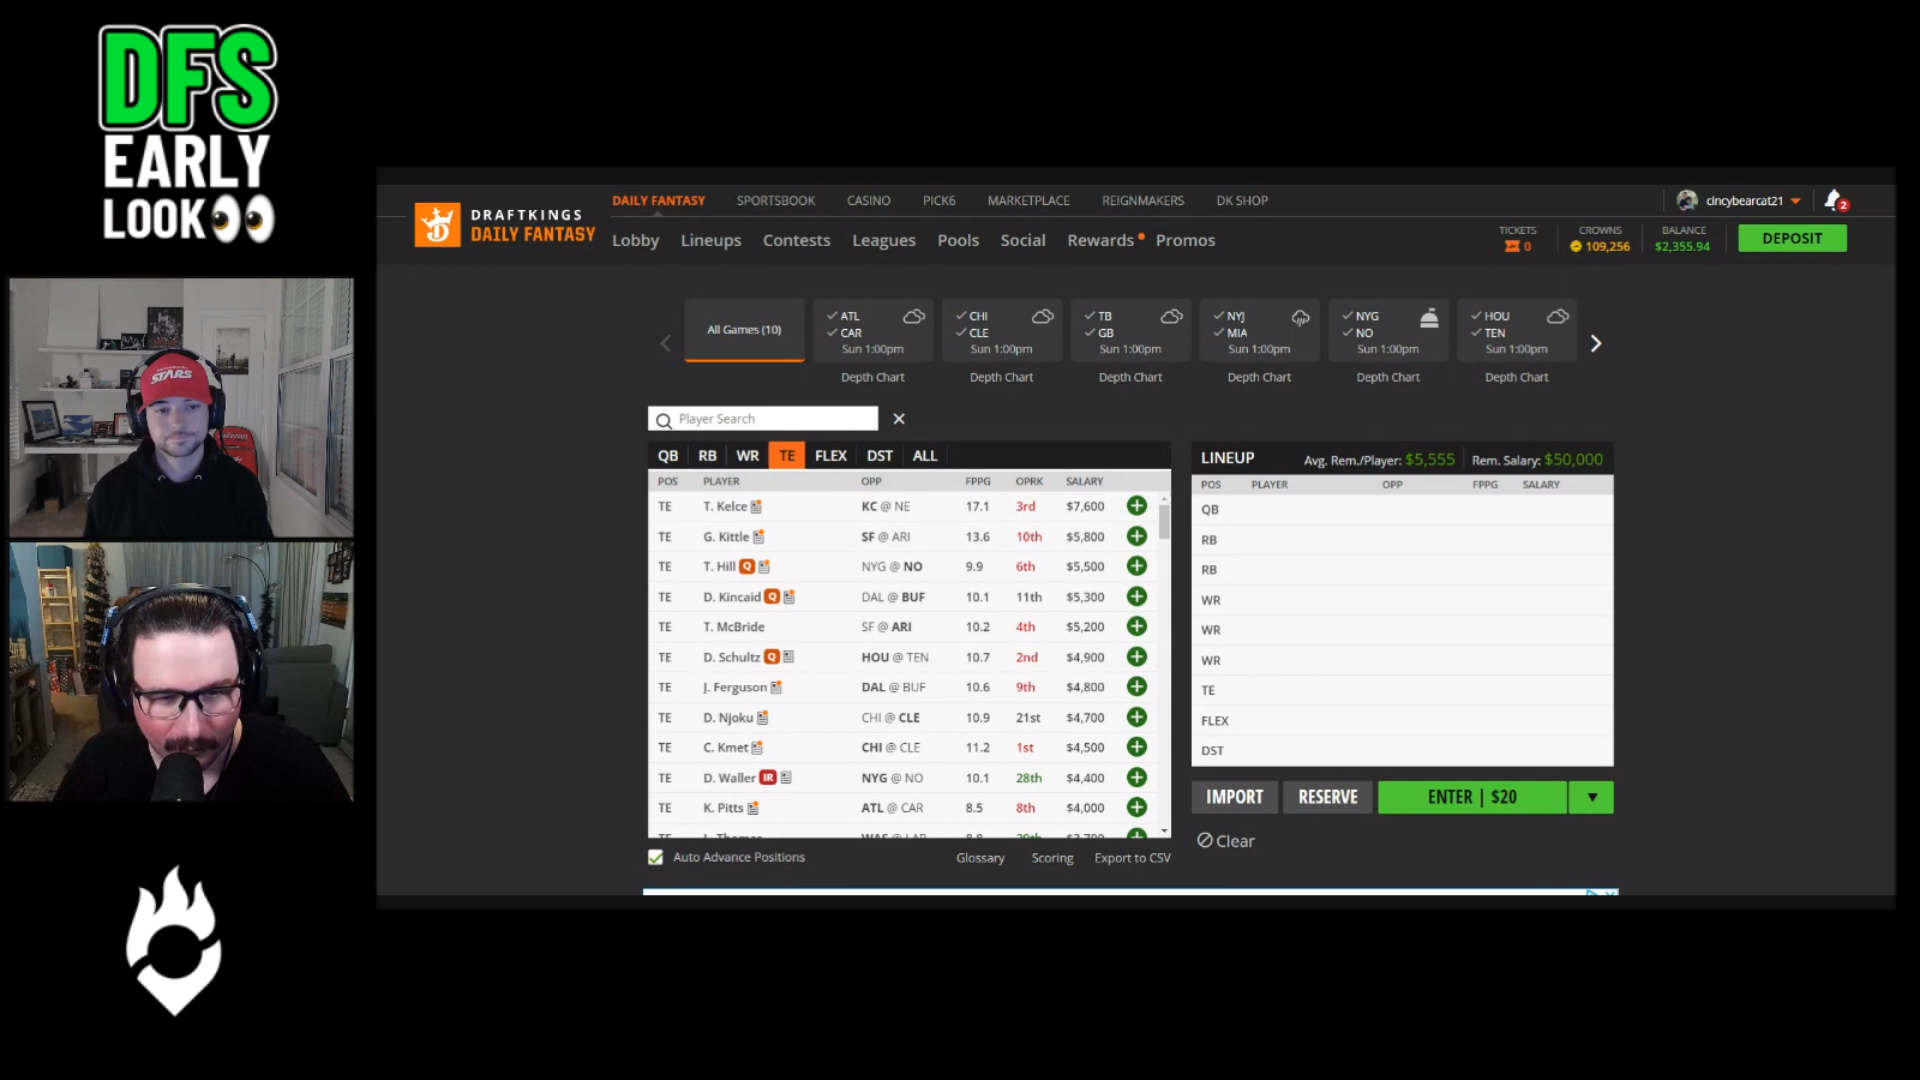 DFS
EARLY
LOOK
STARS
DRAFTKINGS
DAILY FANTASY
DAILY FANTASY SPORTSBOOK CASINO PICK6 MARKETPLACE REIGNMAKERS DK SHOP
cincybearcat21
2
Lobby Lineups Contests Leagues Pools Social Rewards Promos
TICKETS CROWNS BALANCE
0 109,256 $2,355.94
DEPOSIT
All Games (10)
ATL
CAR
Sun 1:00pm
Depth Chart
CHI
CLE
Sun 1:00pm
Depth Chart
TB
GB
Sun 1:00pm
Depth Chart
NYJ
MIA
Sun 1:00pm
Depth Chart
NYG
NO
Sun 1:00pm
Depth Chart
HOU
TEN
Sun 1:00pm
Depth Chart
Player Search
QB RB WR TE FLEX DST ALL
POS PLAYER OPP FPPG OPRK SALARY
TE T. Kelce KC @ NE 17.1 3rd $7,600
TE G. Kittle SF @ ARI 13.6 10th $5,800
TE T. Hill Q NYG @ NO 9.9 6th $5,500
TE D. Kincaid Q DAL @ BUF 10.1 11th $5,300
TE T. McBride SF @ ARI 10.2 4th $5,200
TE D. Schultz Q HOU @ TEN 10.7 2nd $4,900
TE J. Ferguson DAL @ BUF 10.6 9th $4,800
TE D. Njoku CHI @ CLE 10.9 21st $4,700
TE C. Kmet CHI @ CLE 11.2 1st $4,500
TE D. Waller IR NYG @ NO 10.1 28th $4,400
TE K. Pitts ATL @ CAR 8.5 8th $4,000
Auto Advance Positions
Glossary Scoring Export to CSV
LINEUP Avg. Rem./Player: $5,555 Rem. Salary: $50,000
POS PLAYER OPP FPPG SALARY
QB
RB
RB
WR
WR
WR
TE
FLEX
DST
IMPORT RESERVE ENTER | $20
Clear